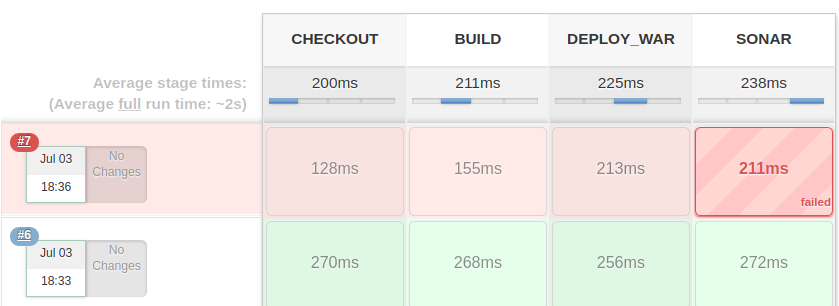 CHECKOUT BUILD DEPLOY_WAR SONAR
Average stage times: 200ms 211ms 225ms 238ms
(Average full run time: ~2s)
#7
Jul 03 No
Changes
18:36
128ms 155ms 213ms 211ms
failed
#6
Jul 03 No
Changes
18:33
270ms 268ms 256ms 272ms